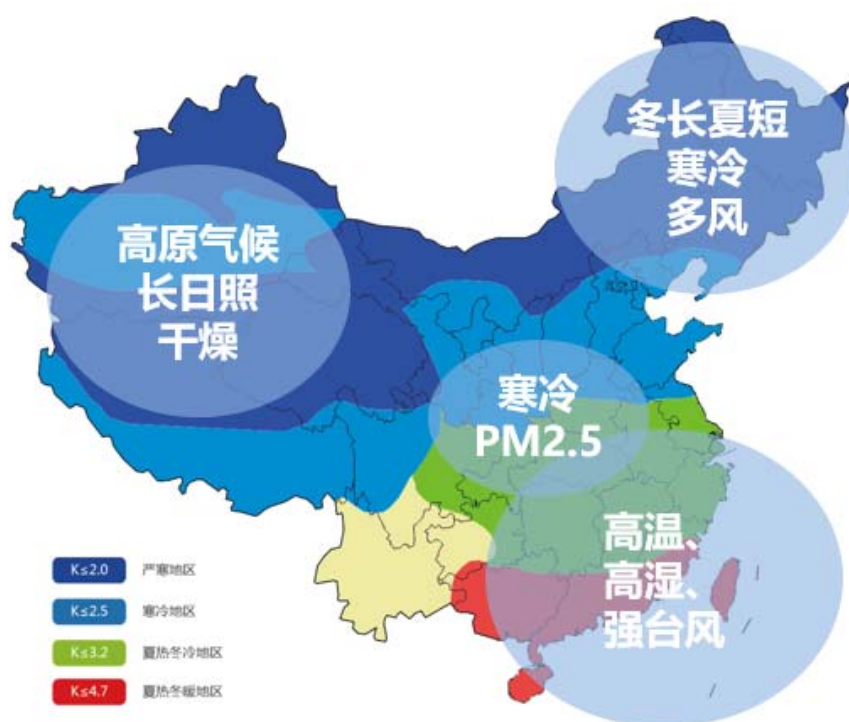 冬长夏短
寒冷
多风
高原气候
长日照
干燥
寒冷
PM2.5
高温、
高湿、
强台风
K≤2.0 严寒地区
K≤2.5 寒冷地区
K≤3.2 夏热冬冷地区
K≤4.7 夏热冬暖地区